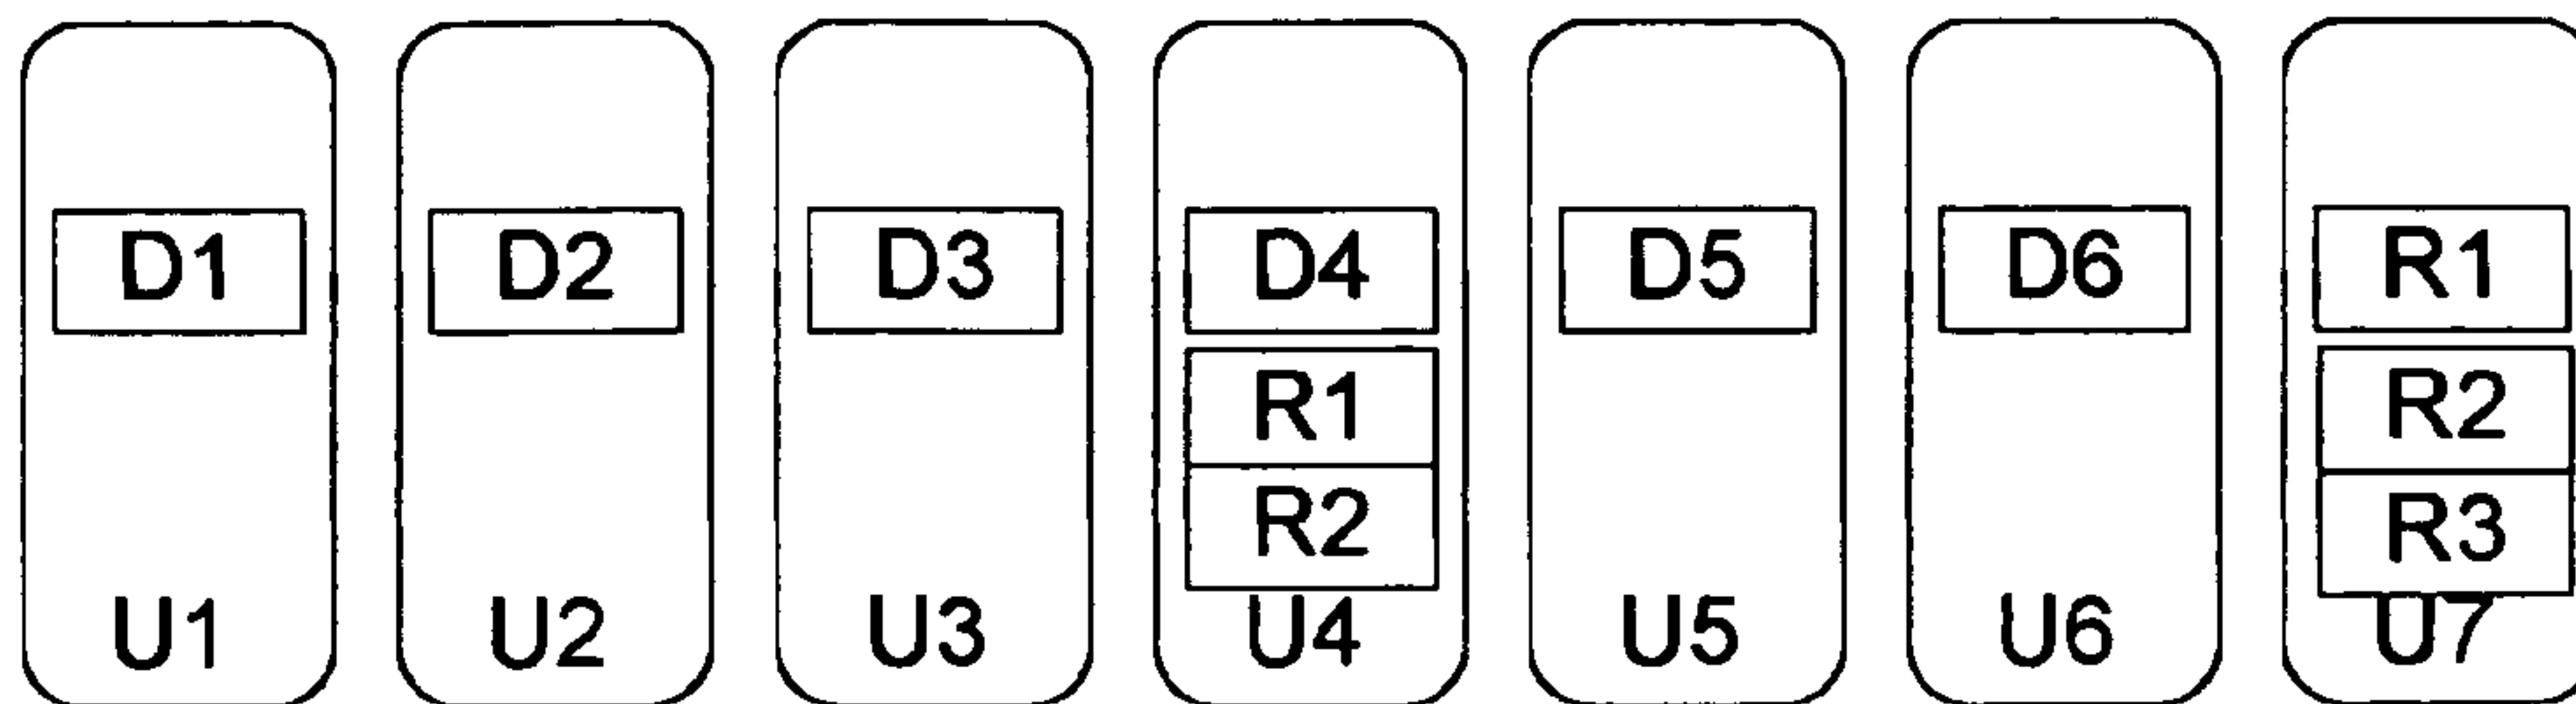 D1 D2 D3 D4 D5 D6 R1
R1 R2
R2 R3
U1 U2 U3 U4 U5 U6 U7